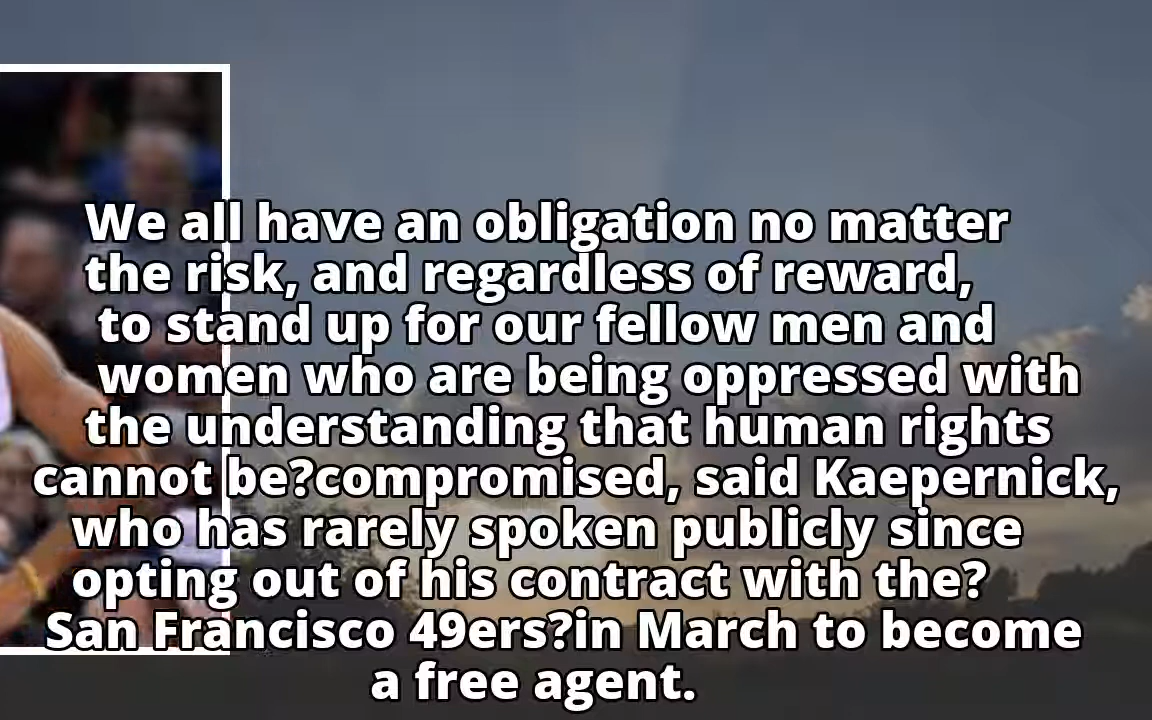 We all have an obligation no matter
the risk, and regardless of reward,
to stand up for our fellow men and
women who are being oppressed with
the understanding that human rights
cannot be?compromised, said Kaepernick,
who has rarely spoken publicly since
opting out of his contract with the?
San Francisco 49ers?in March to become
a free agent.